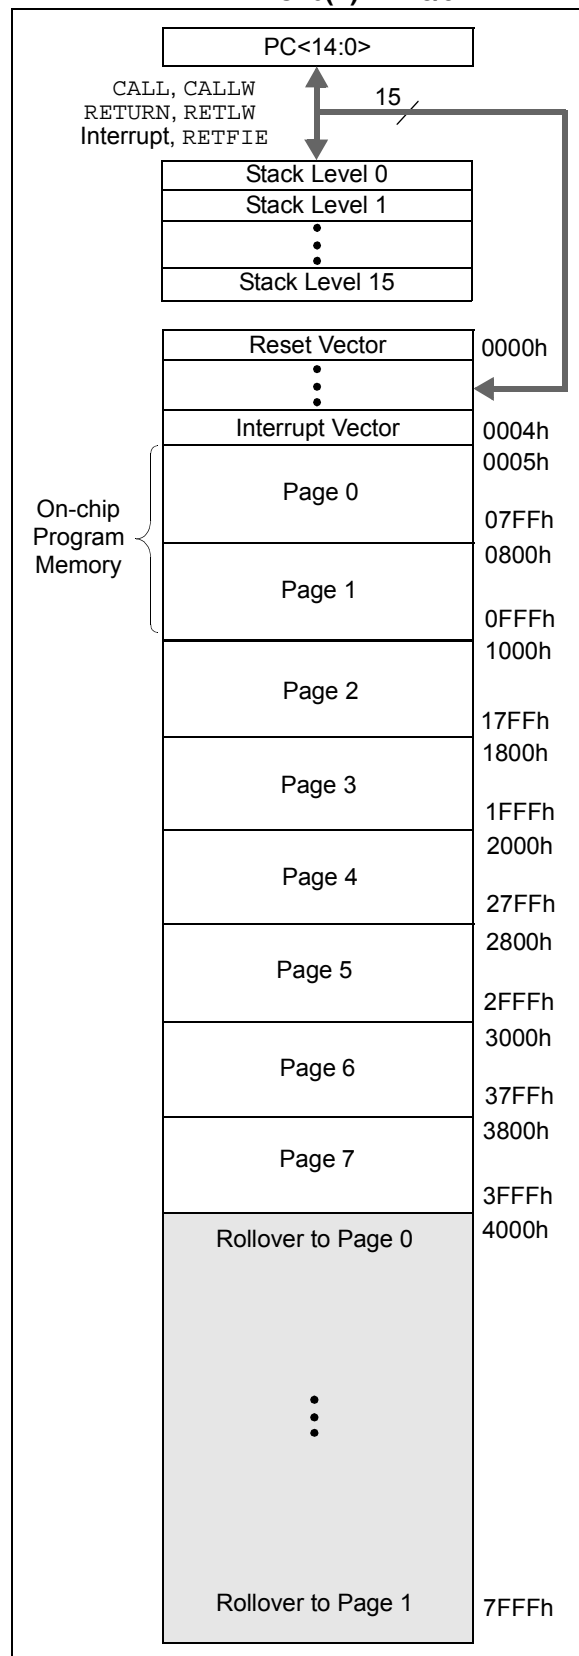 PC<14:0>
CALL, CALLW
RETURN, RETLW
Interrupt, RETFIE
15
Stack Level 0
Stack Level 1
Stack Level 15
Reset Vector
0000h
Interrupt Vector
0004h
0005h
On-chip
Program
Memory
Page 0
07FFh
0800h
Page 1
0FFFh
1000h
Page 2
17FFh
1800h
Page 3
1FFFh
2000h
Page 4
27FFh
2800h
Page 5
2FFFh
3000h
Page 6
37FFh
3800h
Page 7
3FFFh
Rollover to Page 0
4000h
Rollover to Page 1
7FFFh